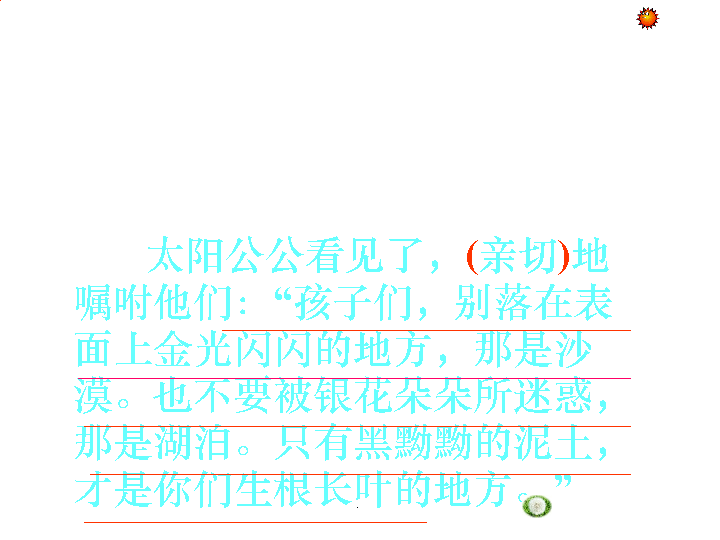 太阳公公看见了，(亲切)地
嘱咐他们：“孩子们，别落在表
面上金光闪闪的地方，那是沙
漠。也不要被银花朵朵所迷惑，
那是湖泊。只有黑黝黝的泥土，
才是你们生根长叶的地方。”